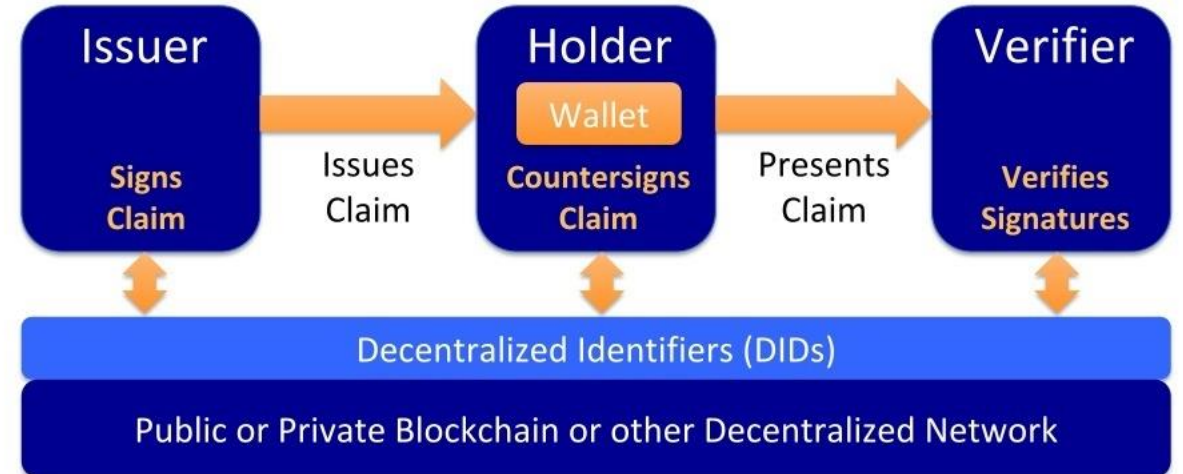 Issuer
Signs
Claim
Issues
Claim
Holder
Wallet
Countersigns
Claim
Presents
Claim
Verifier
Verifies
Signatures
Decentralized Identifiers (DIDs)
Public or Private Blockchain or other Decentralized Network